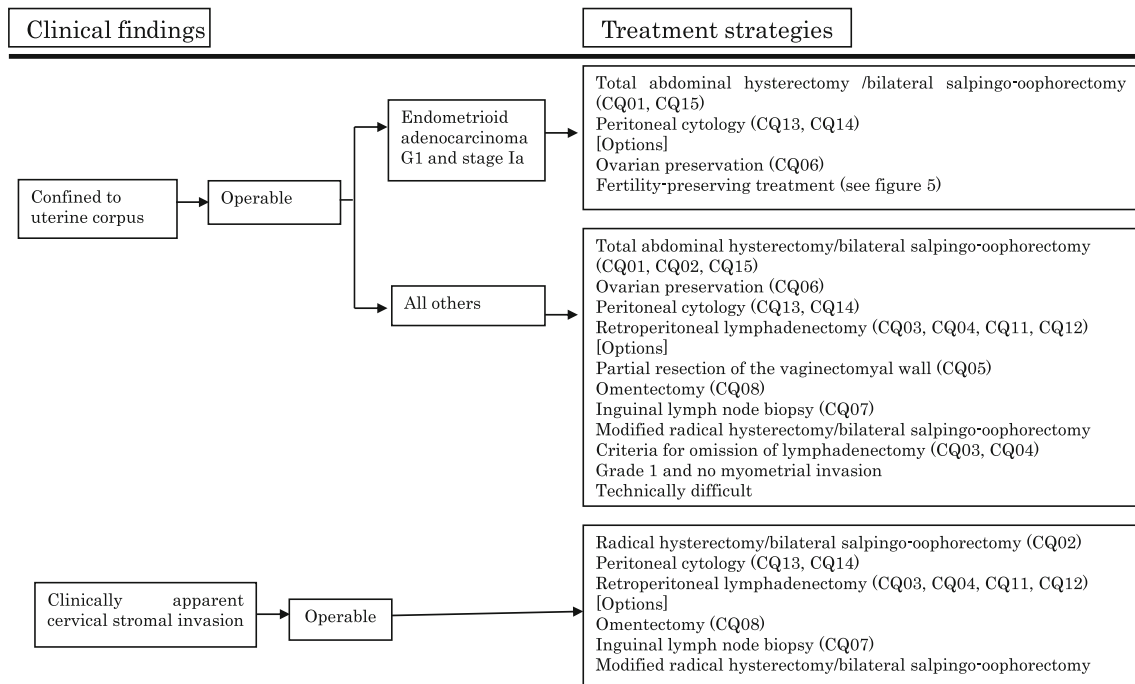 Clinical findings
Treatment strategies
Confined to
uterine corpus
Operable
Endometrioid
adenocarcinoma
G1 and stage Ia
Total abdominal hysterectomy /bilateral salpingo-oophorectomy
(CQ01, CQ15)
Peritoneal cytology (CQ13, CQ14)
[Options]
Ovarian preservation (CQ06)
Fertility-preserving treatment (see figure 5)
All others
Total abdominal hysterectomy/bilateral salpingo-oophorectomy
(CQ01, CQ02, CQ15)
Ovarian preservation (CQ06)
Peritoneal cytology (CQ13, CQ14)
Retroperitoneal lymphadenectomy (CQ03, CQ04, CQ11, CQ12)
[Options]
Partial resection of the vaginectomyal wall (CQ05)
Omentectomy (CQ08)
Inguinal lymph node biopsy (CQ07)
Modified radical hysterectomy/bilateral salpingo-oophorectomy
Criteria for omission of lymphadenectomy (CQ03, CQ04)
Grade 1 and no myometrial invasion
Technically difficult
Clinically apparent
cervical stromal invasion
Operable
Radical hysterectomy/bilateral salpingo-oophorectomy (CQ02)
Peritoneal cytology (CQ13, CQ14)
Retroperitoneal lymphadenectomy (CQ03, CQ04, CQ11, CQ12)
[Options]
Omentectomy (CQ08)
Inguinal lymph node biopsy (CQ07)
Modified radical hysterectomy/bilateral salpingo-oophorectomy